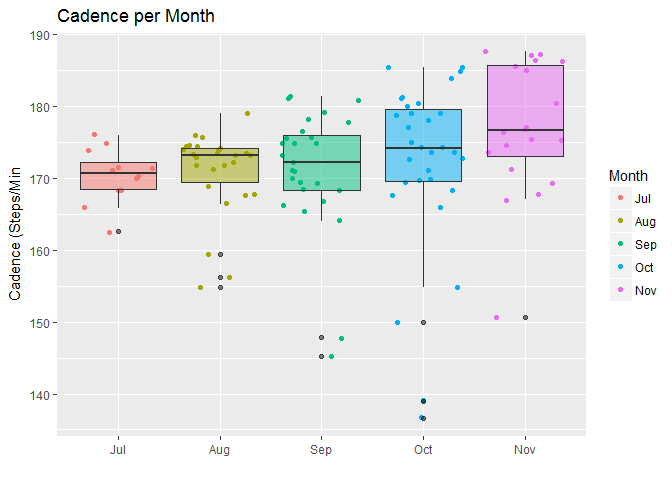 Cadence per Month
190
180
170
160
150
140
Cadence (Steps/Min
Jul
Aug
Sep
Oct
Nov
Month
Jul
Aug
Sep
Oct
Nov